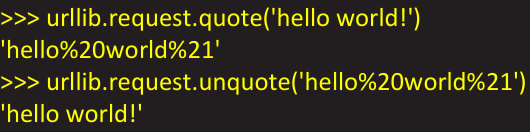 >>> urllib.request.quote('hello world!')
'hello%20world%21'
>>> urllib.request.unquote('hello%20world%21')
'hello world!'